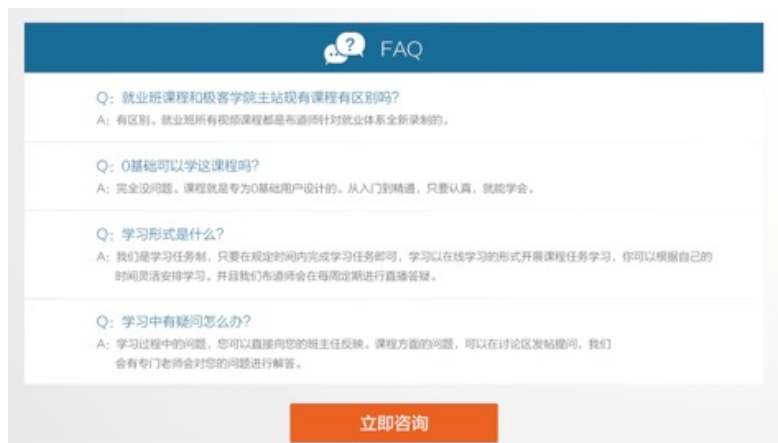 FAQ
Q：就业班课程和极客学院主站现有课程有区别吗?
A：有区别。就业班所有视频课程都是布道师针对就业体系全新录制的。
Q：0基础可以学这课程吗?
A：完全没问题，课程就是专为0基础用户设计的。从入门到精通，只要认真，就能学会。
Q：学习形式是什么?
A：我们是学习任务制，只要在规定时间内完成学习任务即可，学习以在线学习的形式开展课程任务学习，你可以根据自己的
时间灵活安排学习。并且我们布道师会在每周定期进行直播答疑。
Q：学习中有疑问怎么办?
A：学习过程中的问题，您可以直接向您的班主任反映。课程方面的问题，可以在讨论区发帖提问，我们
会有专门老师会对您的问题进行解答。
立即咨询